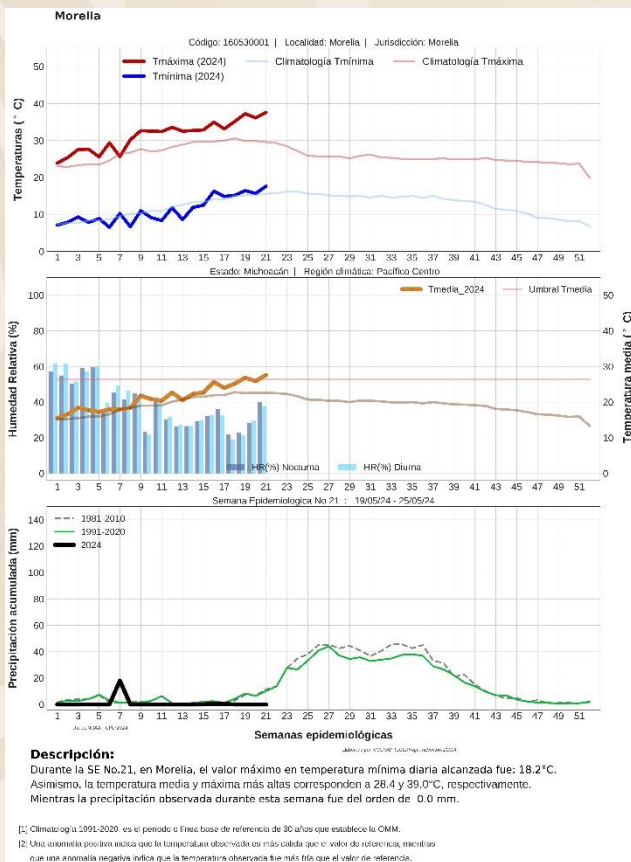 Morelia
Código: 160530001 | Localidad: Morelia | Jurisdicción: Morelia
Tmáxima (2024)
Climatología Tmínima
Climatología Tmáxima
Tmínima (2024)
Temperaturas (° C)
50
40
30
20
10
0
1 3 5 7 9 11 13 15 17 19 21 23 25 27 29 31 33 35 37 39 41 43 45 47 49 51
Estado: Michoacán | Región climática: Pacífico Centro
Tmedia_2024
Umbral Tmedia
Humedad Relativa (%)
100
80
60
40
20
0
Temperatura media (° C)
50
40
30
20
10
0
HR(%) Nocturna
HR(%) Diurna
1 3 5 7 9 11 13 15 17 19 21 23 25 27 29 31 33 35 37 39 41 43 45 47 49 51
Semana Epidemiologica No 21 : 19/05/24 - 25/05/24
1981-2010
1991-2020
2024
Precipitación acumulada (mm)
140
120
100
80
60
40
20
0
1 3 5 7 9 11 13 15 17 19 21 23 25 27 29 31 33 35 37 39 41 43 45 47 49 51
Semanas epidemiológicas
Descripción:
Durante la SE No.21, en Morelia, el valor máximo en temperatura mínima diaria alcanzada fue: 18.2°C.
Asimismo, la temperatura media y máxima más altas corresponden a 28.4 y 39.0°C, respectivamente.
Mientras la precipitación observada durante esta semana fue del orden de 0.0 mm.
[1] Climatología 1991-2020, es el periodo o línea base de referencia de 30 años que establece la OMM.
[2] Una anomalía positiva indica que la temperatura observada es más calida que el valor de referencia, mientras
que una anomalía negativa indica que la temperatura observada fue más fría que el valor de referencia.